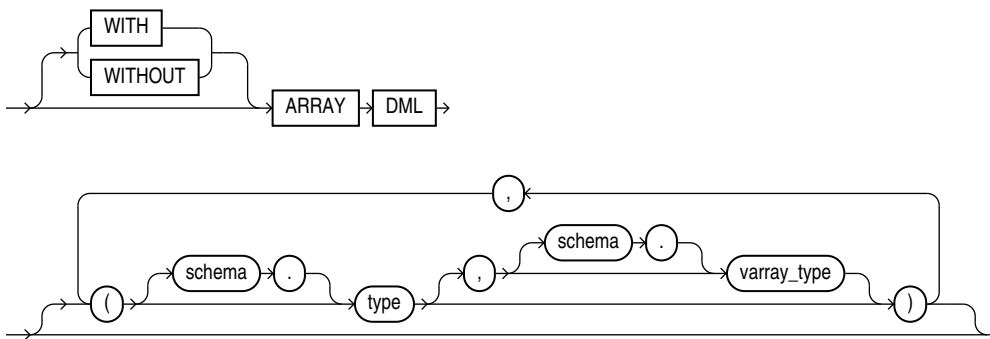 WITH
WITHOUT
ARRAY DML
,
schema .
schema .
( type , varray_type )